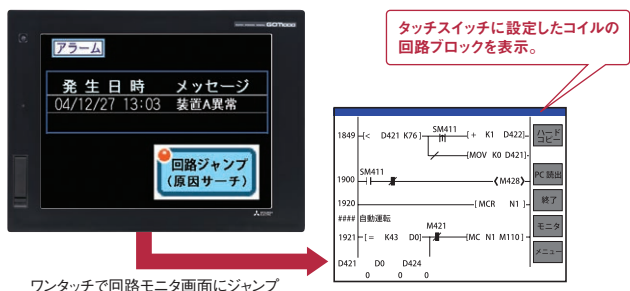 GOT1000
アラーム
発生日時 メッセージ
04/12/27 13:03 装置A異常
回路ジャンプ
(原因サーチ)
MITSUBISHI
ワンタッチで回路モニタ画面にジャンプ
タッチスイッチに設定したコイルの
回路ブロックを表示。
1849 [< D421 K76] SM411 [+ K1 D422]
[MOV K0 D421]
ハード
コピー
SM411
1900 (M428)
PC読出
1920 [MCR N1]
終了
#### 自動運転
M421
1921 [= K43 D0] [MC N1 M110]
モニタ
メニュー
D421 D0 D424
0 0 0